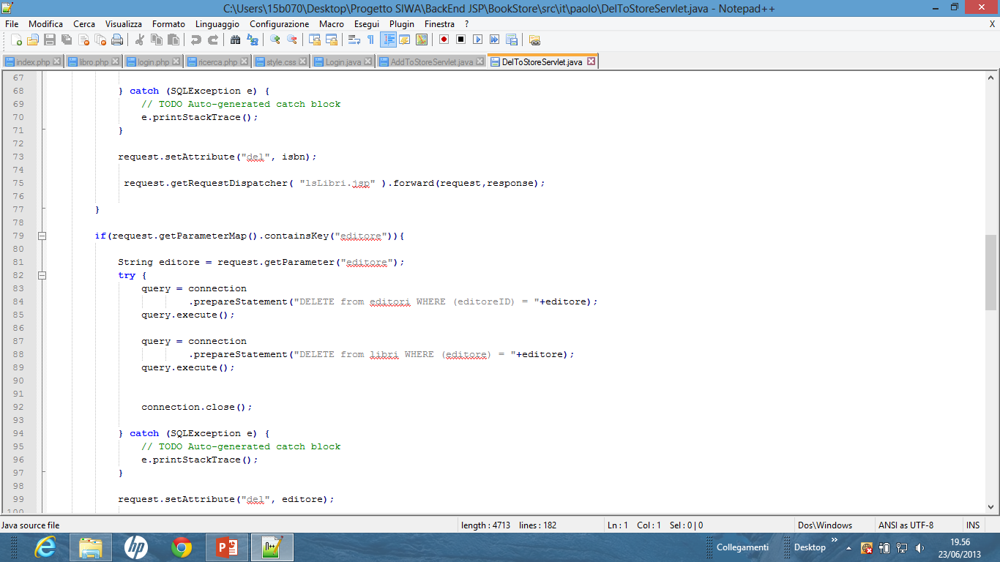 C:\Users\15b070\Desktop\Progetto SIWA\BackEnd JSP\BookStore\src\it\paolo\DelToStoreServlet.java - Notepad++
File Modifica Cerca Visualizza Formato Linguaggio Configurazione Macro Esegui Plugin Finestra ? X
index.php libro.php login.php ricerca.php style.css Login.java AddToStoreServlet.java DelToStoreServlet.java
67
68 } catch (SQLException e) {
69 // TODO Auto-generated catch block
70 e.printStackTrace();
71 }
72
73 request.setAttribute("del", isbn);
74
75 request.getRequestDispatcher( "lsLibri.jsp" ).forward(request,response);
76
77 }
78
79 if(request.getParameterMap().containsKey("editore")){
80
81 String editore = request.getParameter("editore");
82 try {
83 query = connection
84 .prepareStatement("DELETE from editori WHERE (editoreID) = "+editore);
85 query.execute();
86
87 query = connection
88 .prepareStatement("DELETE from libri WHERE (editore) = "+editore);
89 query.execute();
90
91
92 connection.close();
93
94 } catch (SQLException e) {
95 // TODO Auto-generated catch block
96 e.printStackTrace();
97 }
98
99 request.setAttribute("del", editore);
100
Java source file length : 4713 lines : 182 Ln : 1 Col : 1 Sel : 0 | 0 Dos\Windows ANSI as UTF-8 INS
Collegamenti Desktop » 19.56
23/06/2013